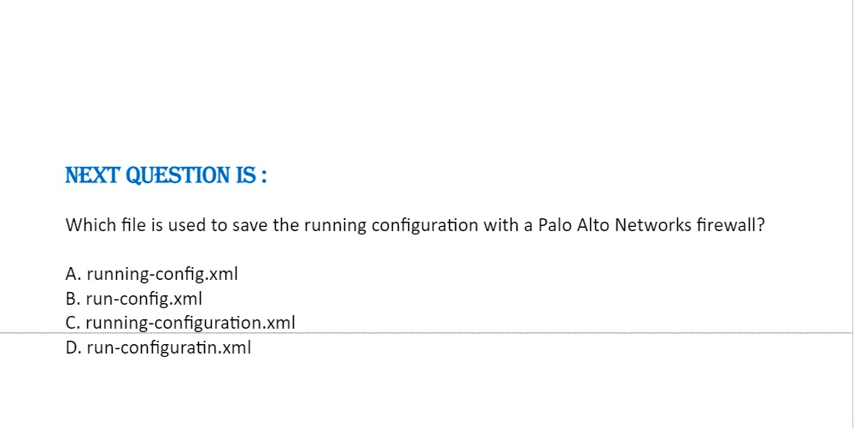 NEXT QUESTION IS :
Which file is used to save the running configuration with a Palo Alto Networks firewall?
A. running-config.xml
B. run-config.xml
C. running-configuration.xml
D. run-configuratin.xml